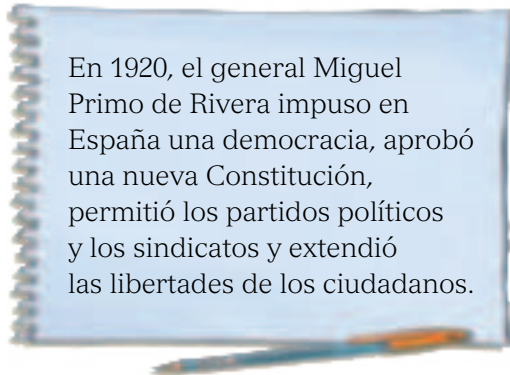 En 1920, el general Miguel
Primo de Rivera impuso en
España una democracia, aprobó
una nueva Constitución,
permitió los partidos políticos
y los sindicatos y extendió
las libertades de los ciudadanos.